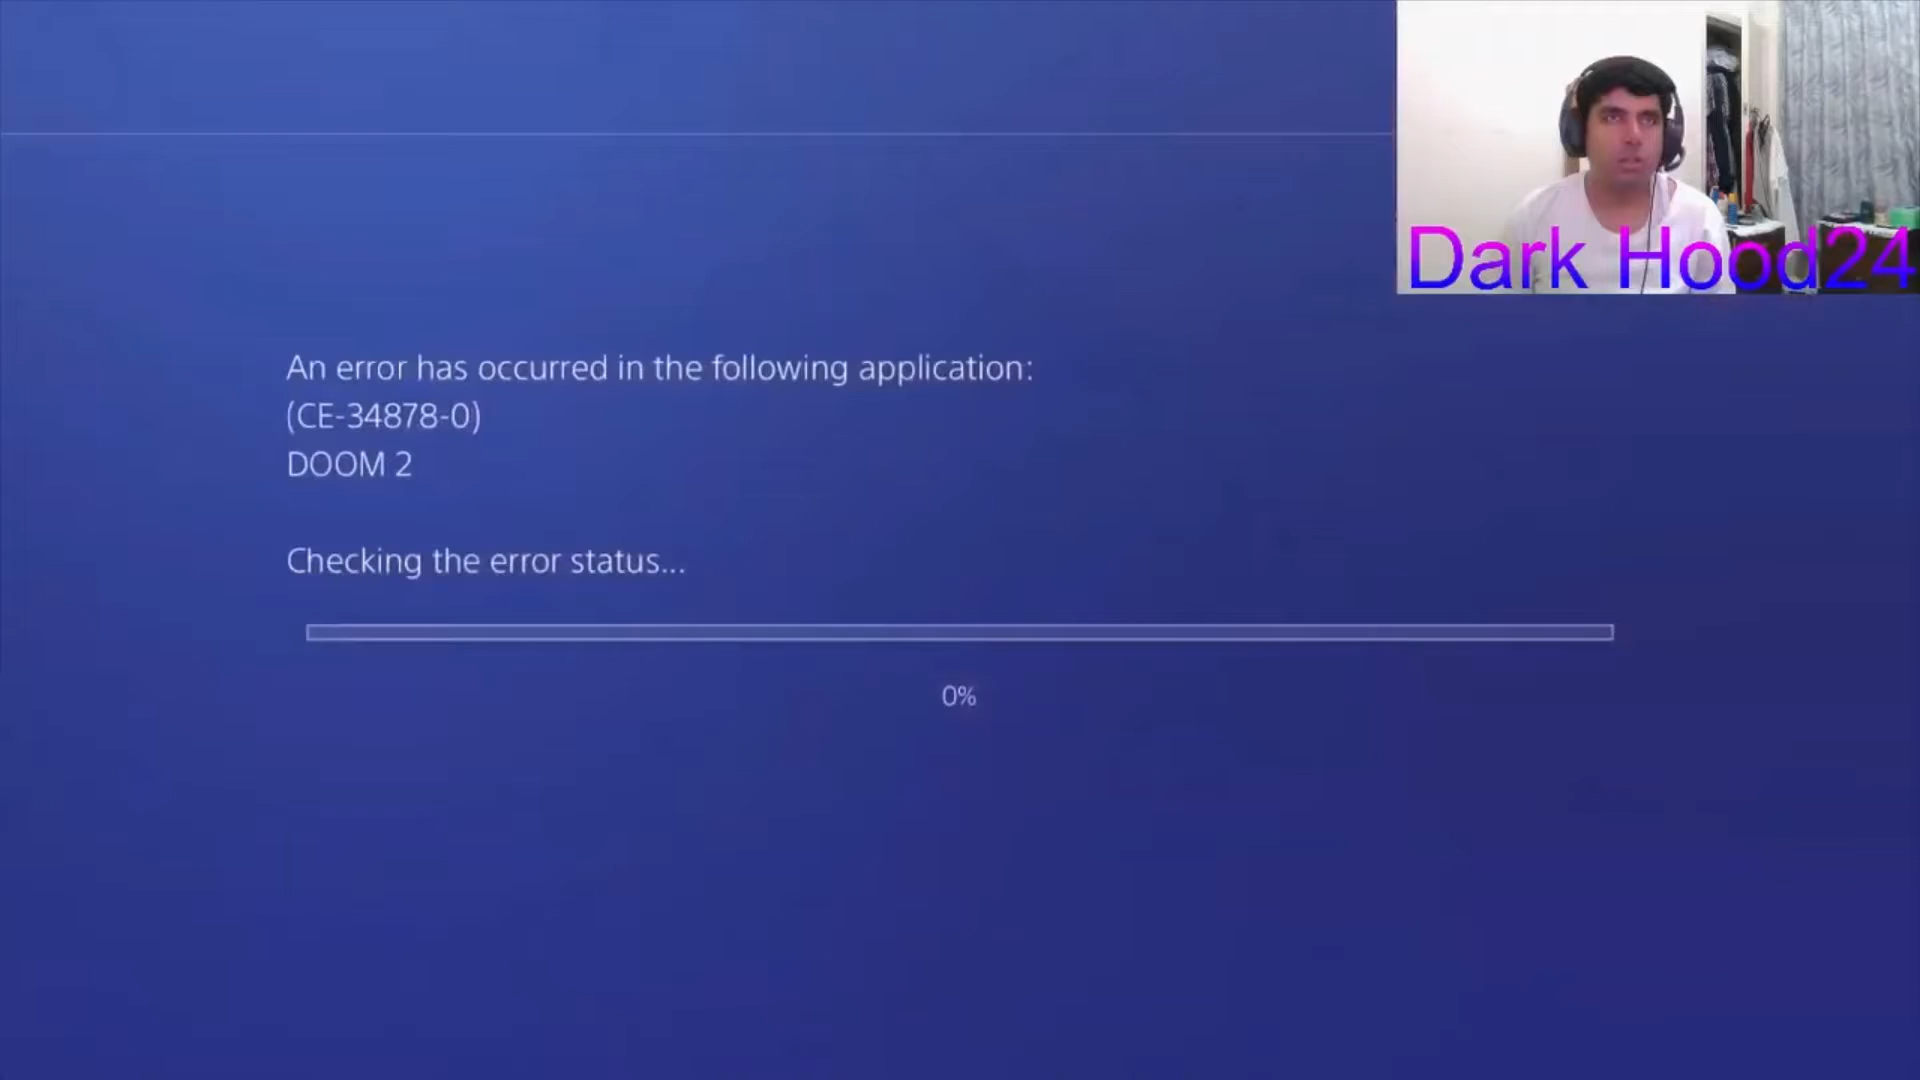 Dark Hood24
An error has occurred in the following application:
(CE-34878-0)
DOOM 2
Checking the error status...
0%